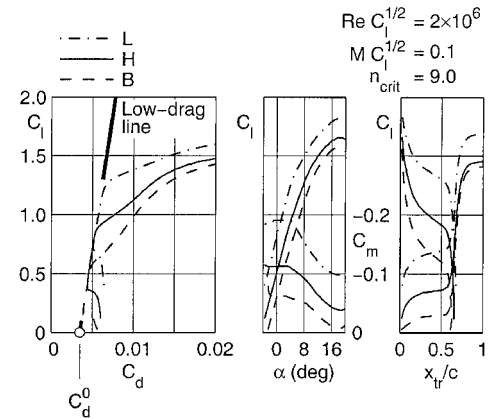 Re C_l^{1/2} = 2×10^6
M C_l^{1/2} = 0.1
n_crit = 9.0
L
H
B
2.0
C_l
1.5
1.0
0.5
0
Low–drag
line
0
0.01
0.02
C_d
C_d^0
C_l
−0.2
C_m
−0.1
0
0
8
16
α (deg)
C_l
0
0.5
1
x_tr/c